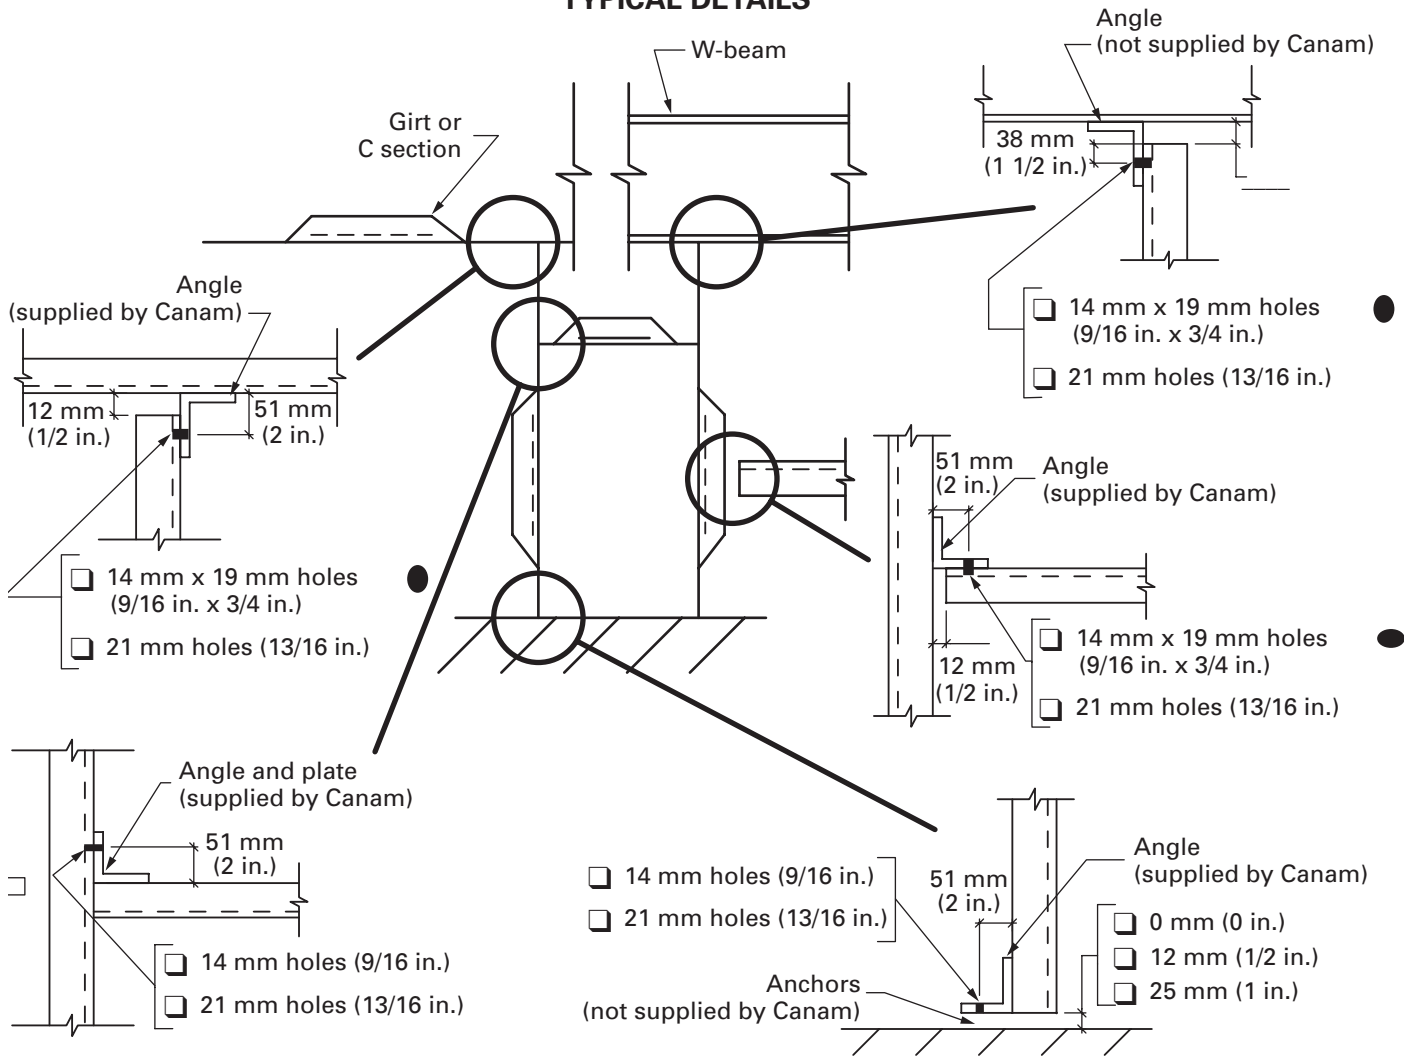 TYPICAL DETAILS
W-beam
Girt or
C section
Angle
(not supplied by Canam)
38 mm
(1 1/2 in.)
14 mm x 19 mm holes
(9/16 in. x 3/4 in.)
21 mm holes (13/16 in.)
Angle
(supplied by Canam)
12 mm
(1/2 in.)
51 mm
(2 in.)
14 mm x 19 mm holes
(9/16 in. x 3/4 in.)
21 mm holes (13/16 in.)
51 mm
(2 in.)
Angle
(supplied by Canam)
12 mm
(1/2 in.)
14 mm x 19 mm holes
(9/16 in. x 3/4 in.)
21 mm holes (13/16 in.)
Angle and plate
(supplied by Canam)
51 mm
(2 in.)
14 mm holes (9/16 in.)
21 mm holes (13/16 in.)
14 mm holes (9/16 in.)
21 mm holes (13/16 in.)
51 mm
(2 in.)
Angle
(supplied by Canam)
0 mm (0 in.)
12 mm (1/2 in.)
25 mm (1 in.)
Anchors
(not supplied by Canam)